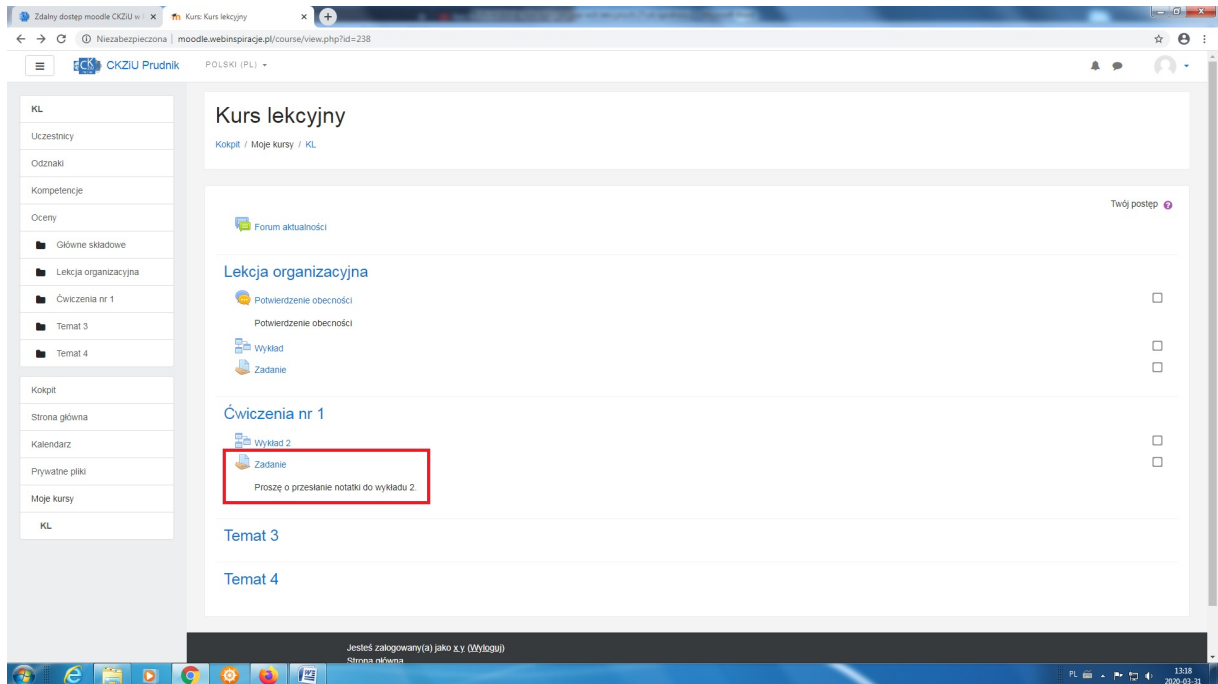 Zdalny dostęp moodle CKZiU w
Kurs: Kurs lekcyjny
Niezabezpieczona | moodle.webinspiracje.pl/course/view.php?id=238
CK CKZiU Prudnik
POLSKI (PL)
KL
Uczestnicy
Odznaki
Kompetencje
Oceny
Główne składowe
Lekcja organizacyjna
Ćwiczenia nr 1
Temat 3
Temat 4
Kokpit
Strona główna
Kalendarz
Prywatne pliki
Moje kursy
KL
Kurs lekcyjny
Kokpit / Moje kursy / KL
Twój postęp
Forum aktualności
Lekcja organizacyjna
Potwierdzenie obecności
Potwierdzenie obecności
Wykład
Zadanie
Ćwiczenia nr 1
Wykład 2
Zadanie
Proszę o przesłanie notatki do wykładu 2.
Temat 3
Temat 4
Jesteś zalogowany(a) jako x y (Wyloguj)
Strona główna
PL
13:18
2020-03-31